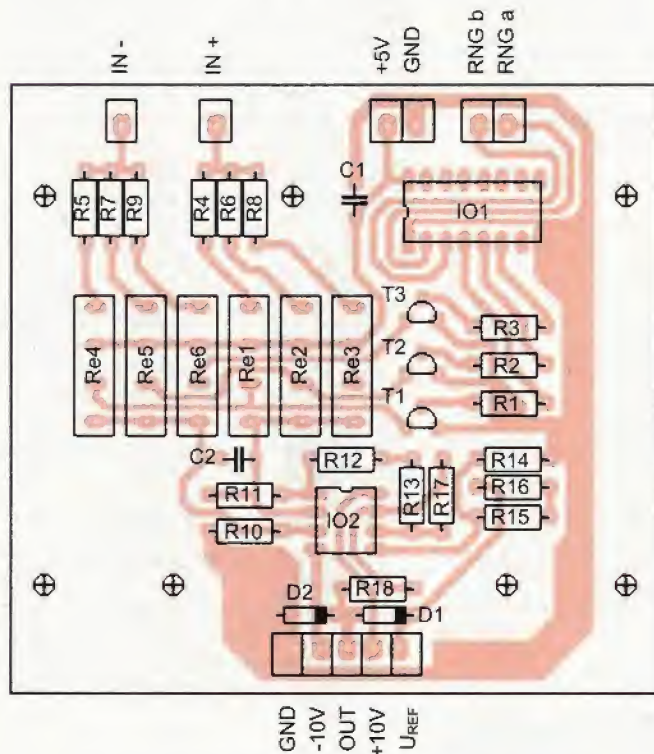 IN -
IN +
+5V
GND
RNG b
RNG a
C1
R5
R7
R9
R4
R6
R8
IO1
T3
Re4
Re5
Re6
Re1
Re2
Re3
R3
T2
R2
T1
R1
C2
R12
R14
R11
R13
R17
R16
R10
IO2
R15
D2
R18
D1
GND
-10V
OUT
+10V
UREF